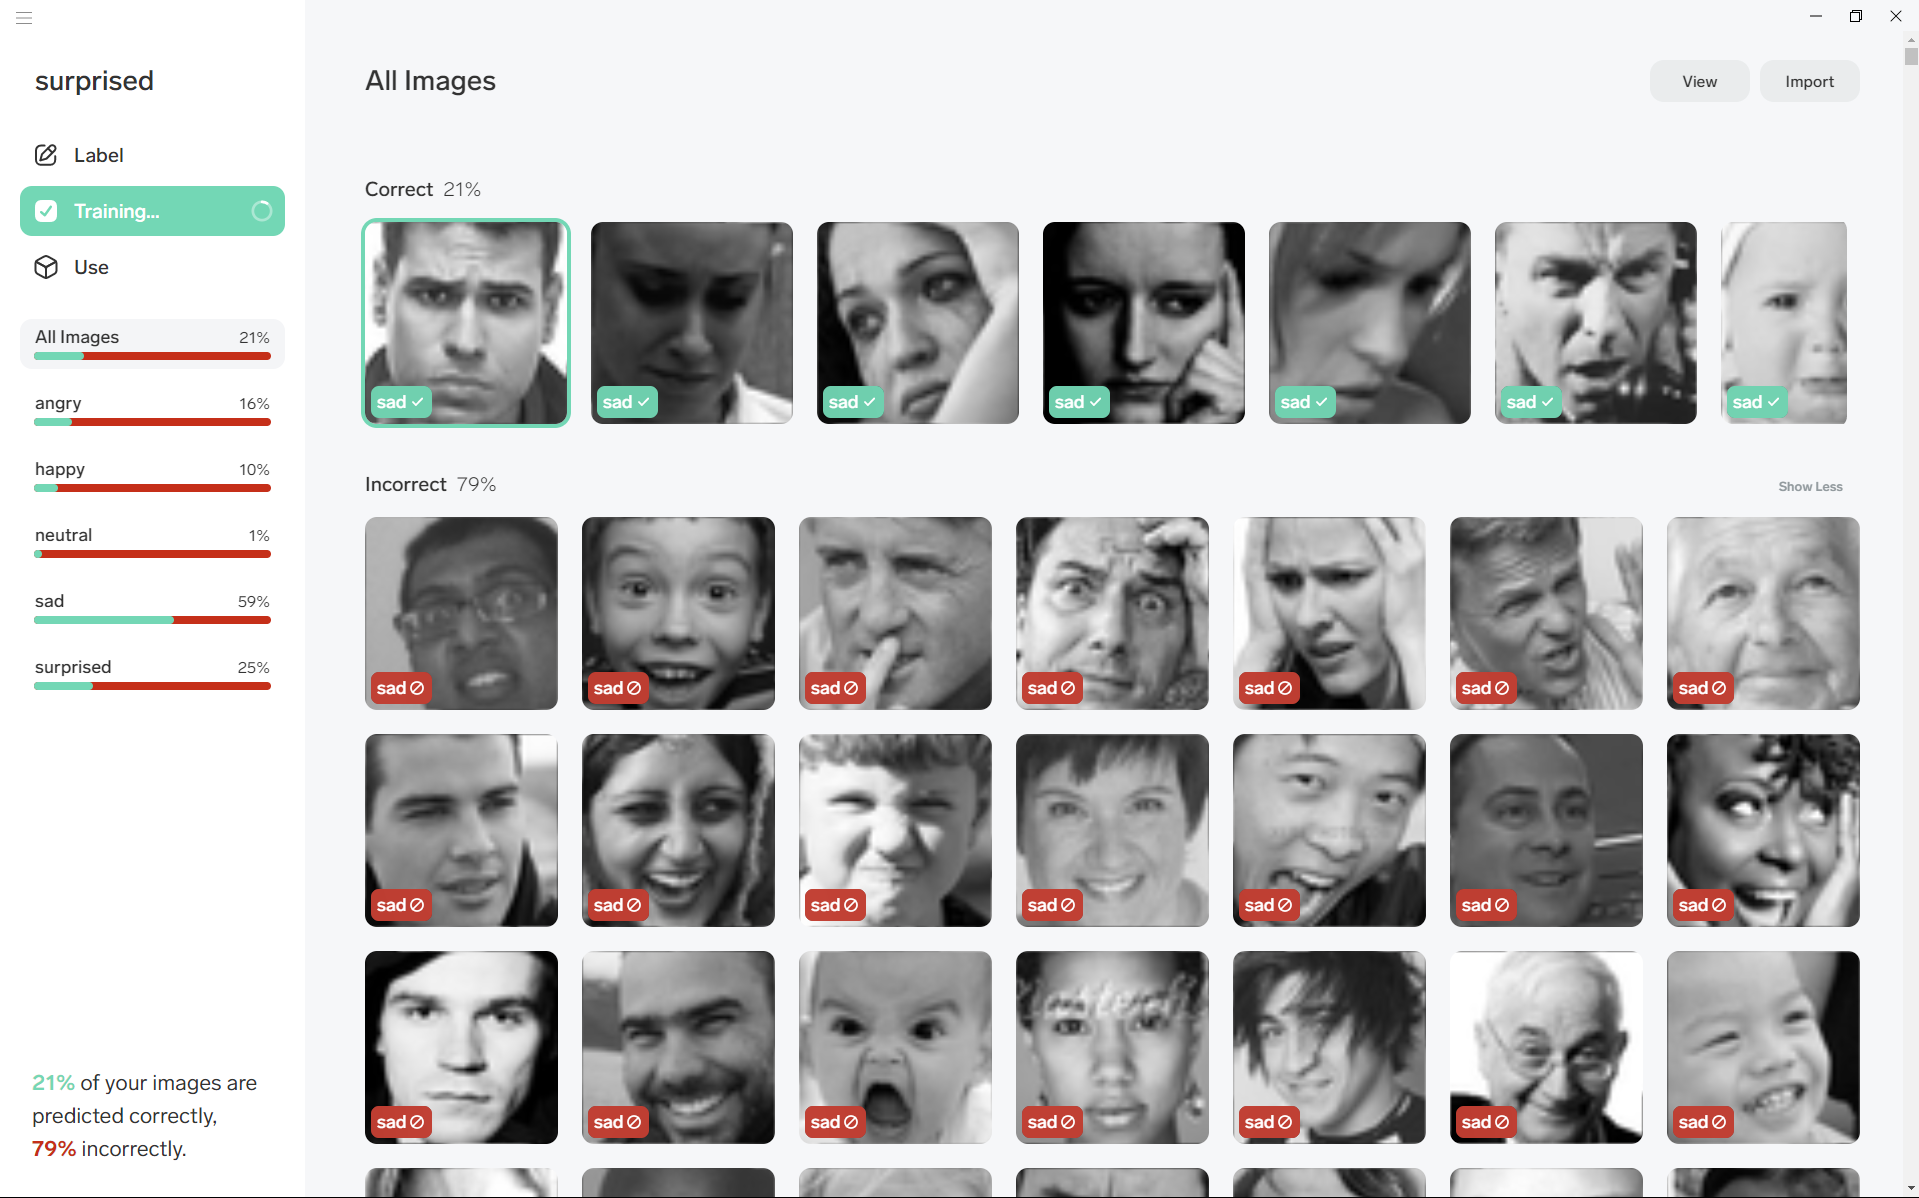 surprised
Label
Training...
Use
All Images 21%
angry 16%
happy 10%
neutral 1%
sad 59%
surprised 25%
21% of your images are
predicted correctly,
79% incorrectly.
All Images
View Import
Correct 21%
sad sad sad sad sad sad sad
Incorrect 79%
Show Less
sad sad sad sad sad sad sad
sad sad sad sad sad sad sad
sad sad sad sad sad sad sad